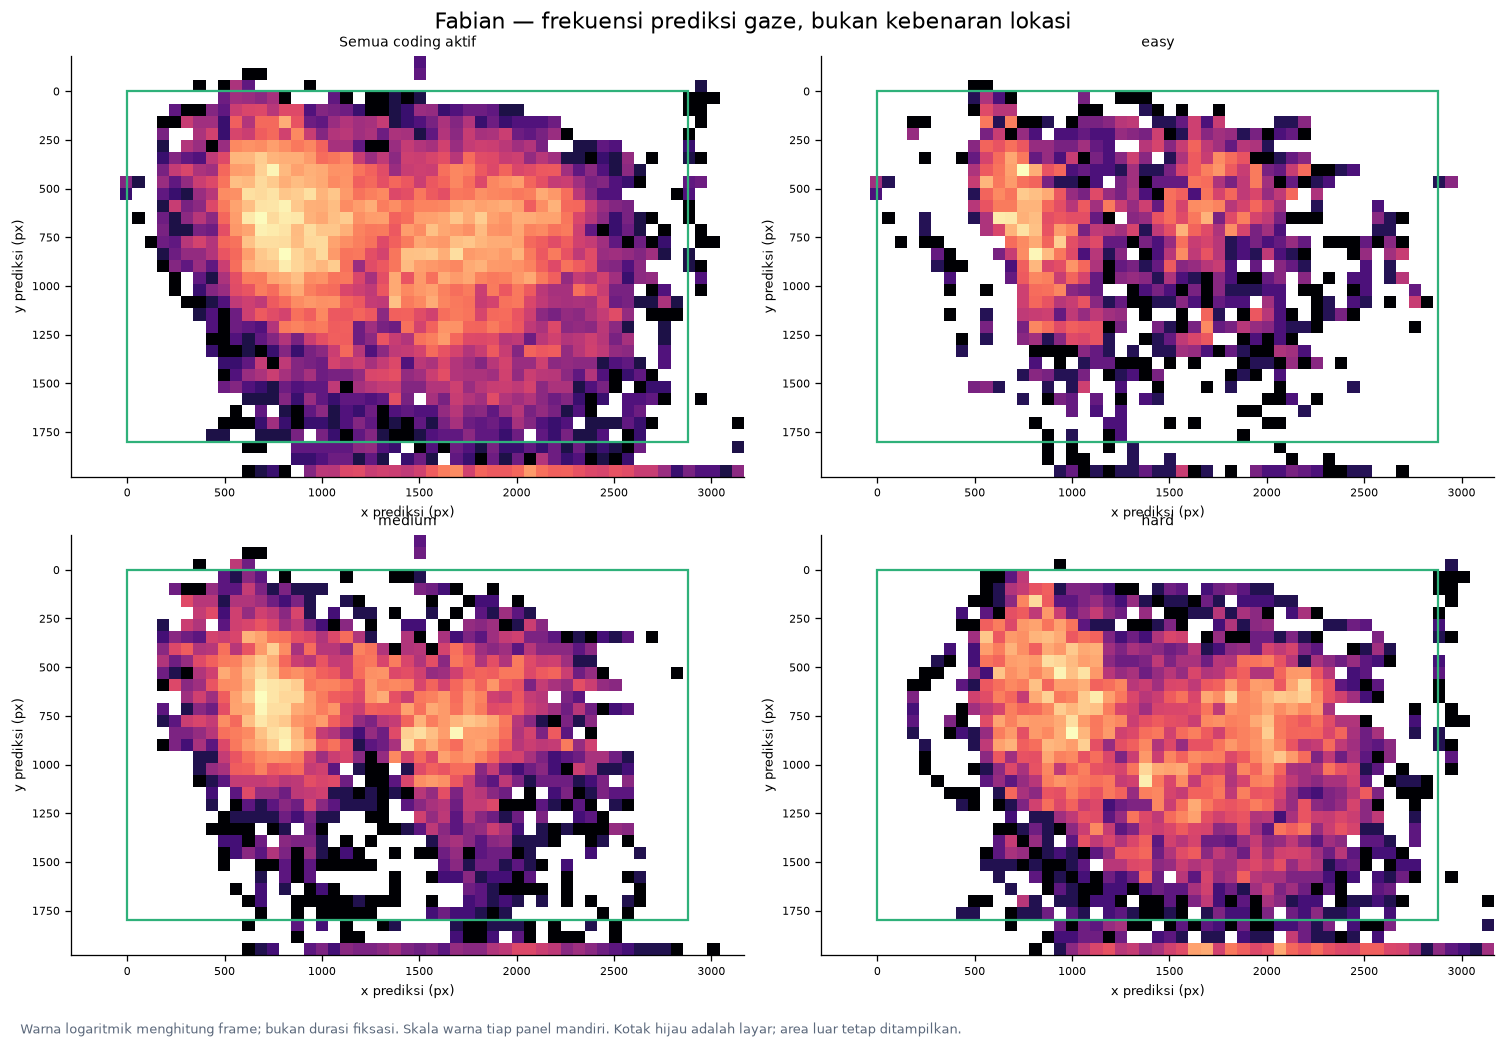 Fabian — frekuensi prediksi gaze, bukan kebenaran lokasi
Semua coding aktif
0
250
500
750
1000
1250
1500
1750
y prediksi (px)
0 500 1000 1500 2000 2500 3000
x prediksi (px)
easy
0
250
500
750
1000
1250
1500
1750
y prediksi (px)
0 500 1000 1500 2000 2500 3000
x prediksi (px)
medium
0
250
500
750
1000
1250
1500
1750
y prediksi (px)
0 500 1000 1500 2000 2500 3000
x prediksi (px)
hard
0
250
500
750
1000
1250
1500
1750
y prediksi (px)
0 500 1000 1500 2000 2500 3000
x prediksi (px)
Warna logaritmik menghitung frame; bukan durasi fiksasi. Skala warna tiap panel mandiri. Kotak hijau adalah layar; area luar tetap ditampilkan.